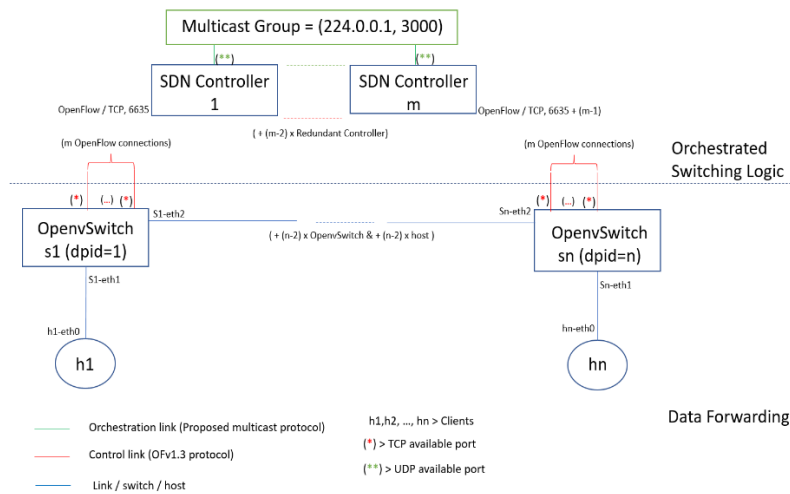 Multicast Group = (224.0.0.1, 3000)
(**)
(**)
SDN Controller
1
SDN Controller
m
OpenFlow / TCP, 6635
OpenFlow / TCP, 6635 + (m-1)
( + (m-2) x Redundant Controller)
(m OpenFlow connections)
(m OpenFlow connections)
Orchestrated
Switching Logic
(*) (...) (*)
(*) (...) (*)
S1-eth2
Sn-eth2
OpenvSwitch
s1 (dpid=1)
( + (n-2) x OpenvSwitch & + (n-2) x host )
OpenvSwitch
sn (dpid=n)
S1-eth1
Sn-eth1
h1-eth0
hn-eth0
h1
hn
Data Forwarding
Orchestration link (Proposed multicast protocol)
Control link (OFv1.3 protocol)
Link / switch / host
h1,h2, ..., hn > Clients
(*) > TCP available port
(**) > UDP available port